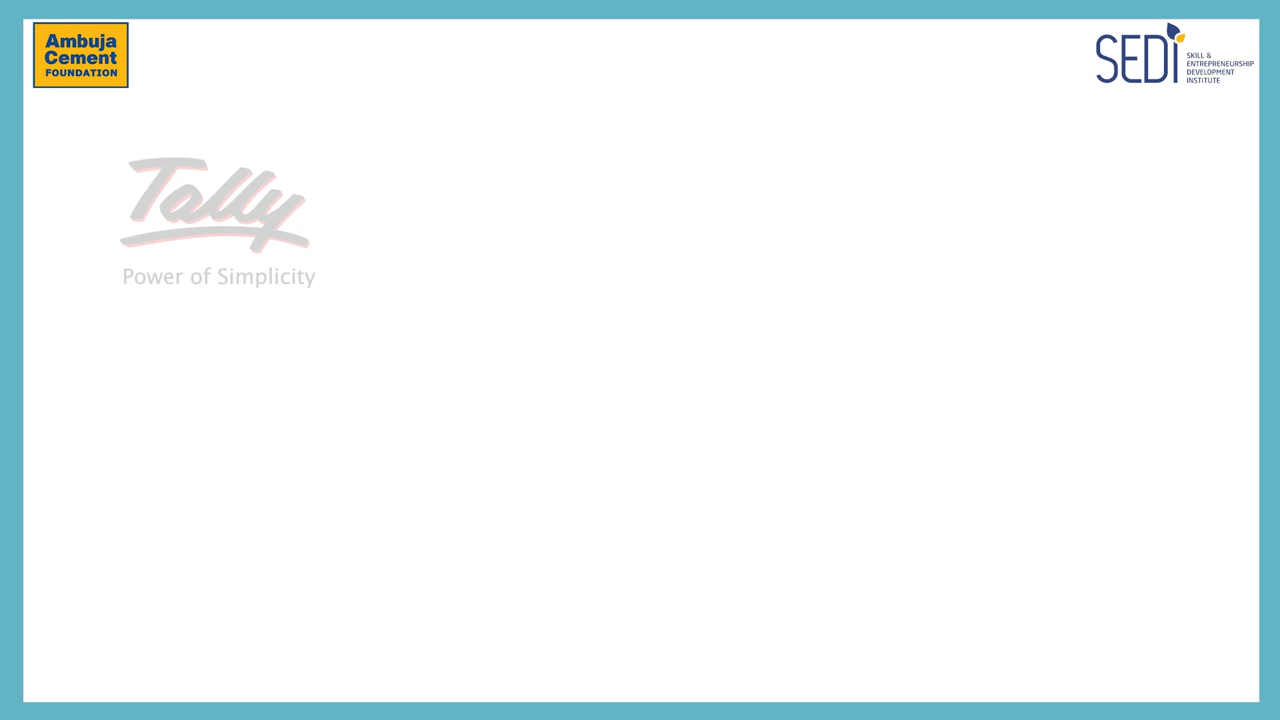 Ambuja
Cement
FOUNDATION
SEDI
SKILL &
ENTREPRENEURSHIP
DEVELOPMENT
INSTITUTE
Tally
Power of Simplicity